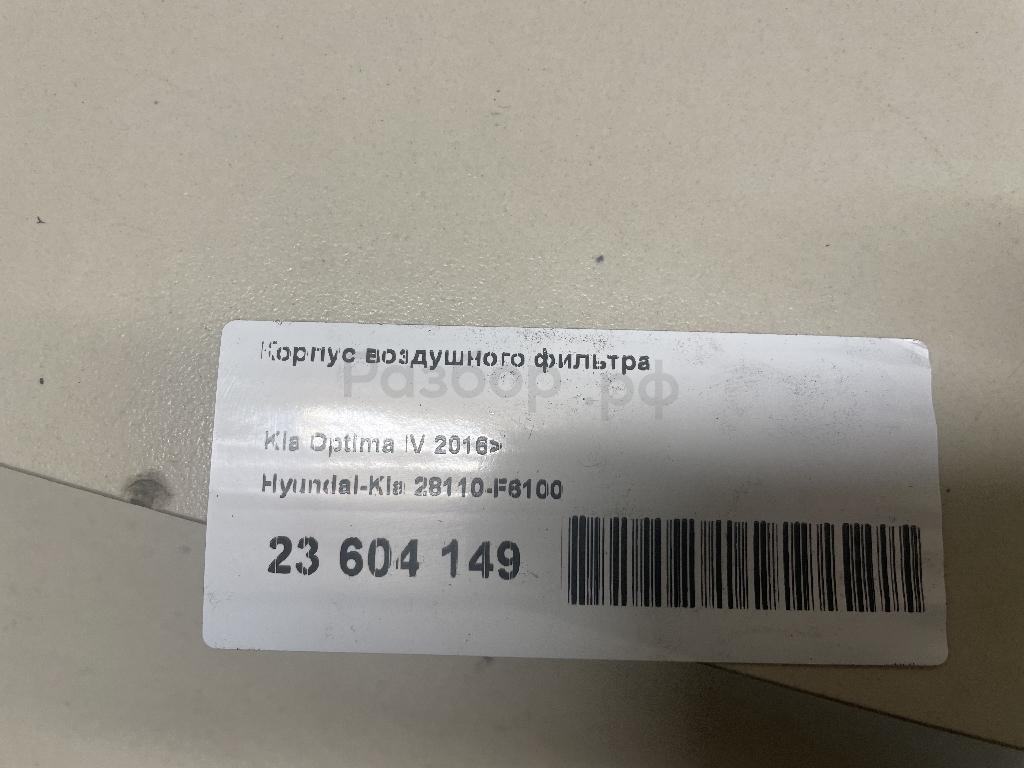 Корпус воздушного фильтра
Разбор.рф
Kia Optima IV 2016>
Hyundai-Kia 28110-F6100
23 604 149